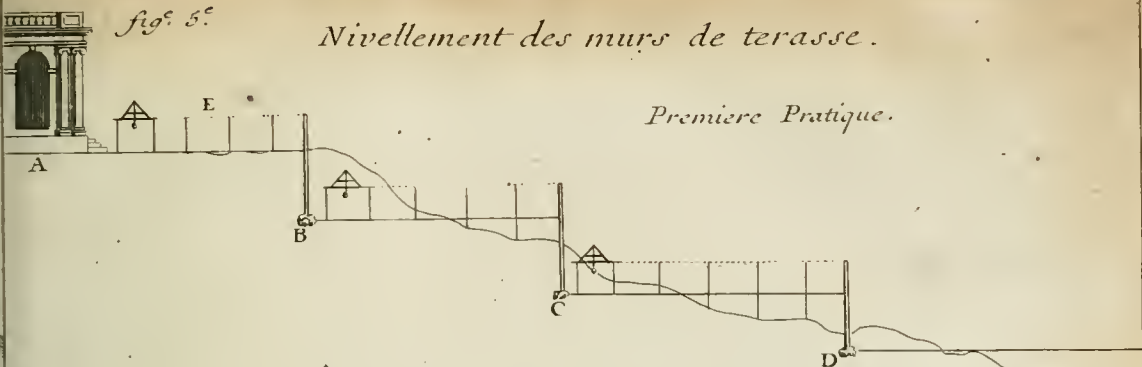 fig.e 5.e
Nivellement des murs de terasse.
Premiere Pratique.
E
A
B
C
D